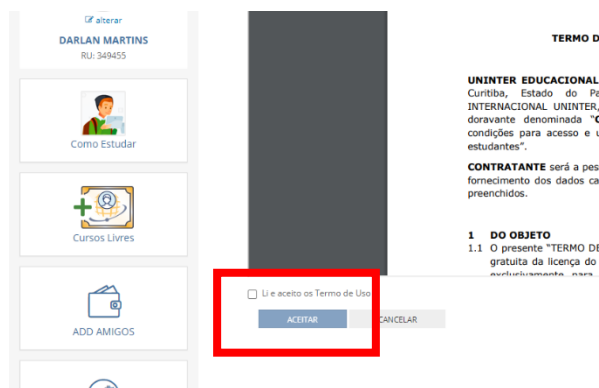 alterar
DARLAN MARTINS
RU: 349455
Como Estudar
Cursos Livres
ADD AMIGOS
TERMO D
UNINTER EDUCACIONAL
Curitiba, Estado do Pa
INTERNACIONAL UNINTER,
doravante denominada "C
condições para acesso e u
estudantes".
CONTRATANTE será a pes
fornecimento dos dados ca
preenchidos.
1 DO OBJETO
1.1 O presente "TERMO DE
gratuita da licença do
exclusivamente para
Li e aceito os Termo de Uso
ACEITAR
CANCELAR